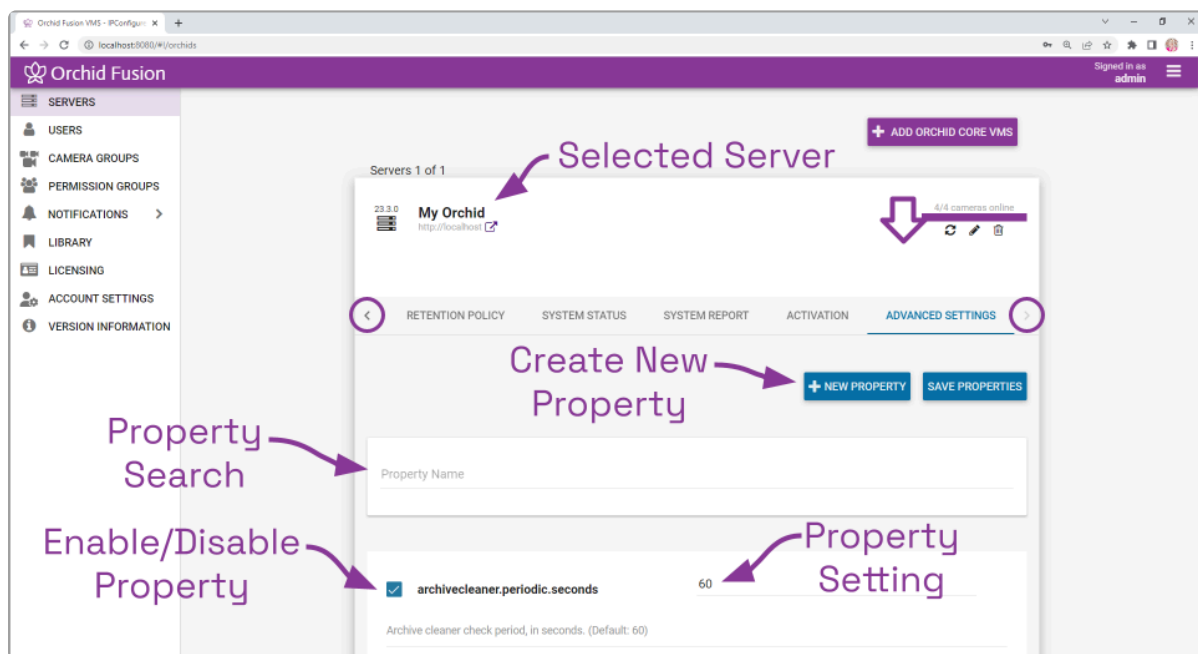 Orchid Fusion VMS - IPConfigure
localhost:8080/#!/orchids
Orchid Fusion
Signed in as
admin
SERVERS
USERS
CAMERA GROUPS
PERMISSION GROUPS
NOTIFICATIONS
LIBRARY
LICENSING
ACCOUNT SETTINGS
VERSION INFORMATION
ADD ORCHID CORE VMS
Servers 1 of 1
Selected Server
23.3.0
My Orchid
http://localhost
4/4 cameras online
RETENTION POLICY
SYSTEM STATUS
SYSTEM REPORT
ACTIVATION
ADVANCED SETTINGS
Create New
Property
NEW PROPERTY
SAVE PROPERTIES
Property
Search
Property Name
Enable/Disable
Property
archivecleaner.periodic.seconds
60
Property
Setting
Archive cleaner check period, in seconds. (Default: 60)